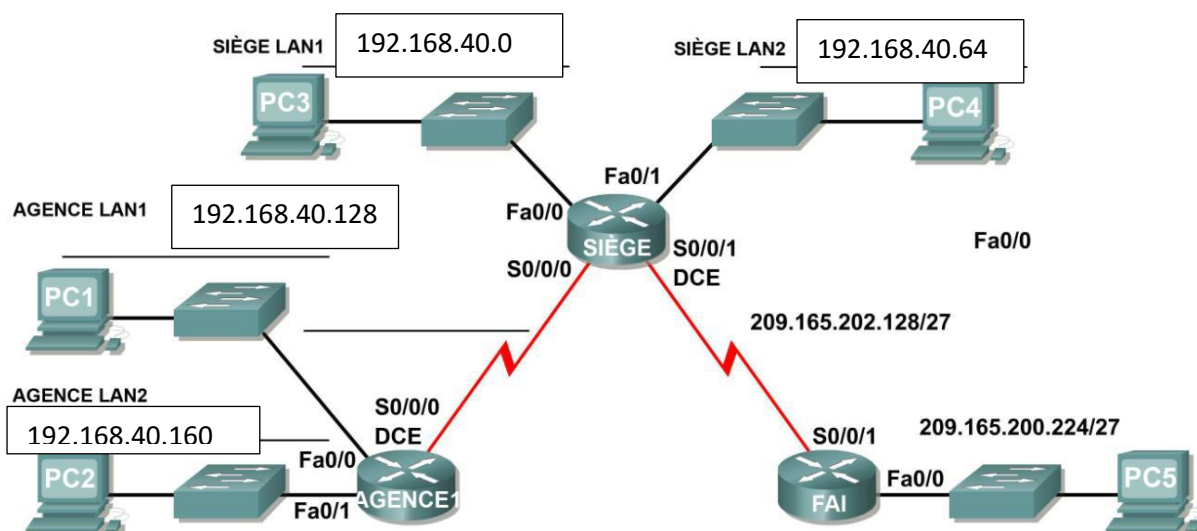 SIÈGE LAN1 192.168.40.0
SIÈGE LAN2 192.168.40.64
PC3
PC4
Fa0/1
AGENCE LAN1 192.168.40.128
Fa0/0
SIÈGE
S0/0/1
DCE
Fa0/0
S0/0/0
PC1
209.165.202.128/27
AGENCE LAN2
192.168.40.160
S0/0/0
DCE
S0/0/1
209.165.200.224/27
Fa0/0
PC2
Fa0/1
AGENCE1
FAI
Fa0/0
PC5